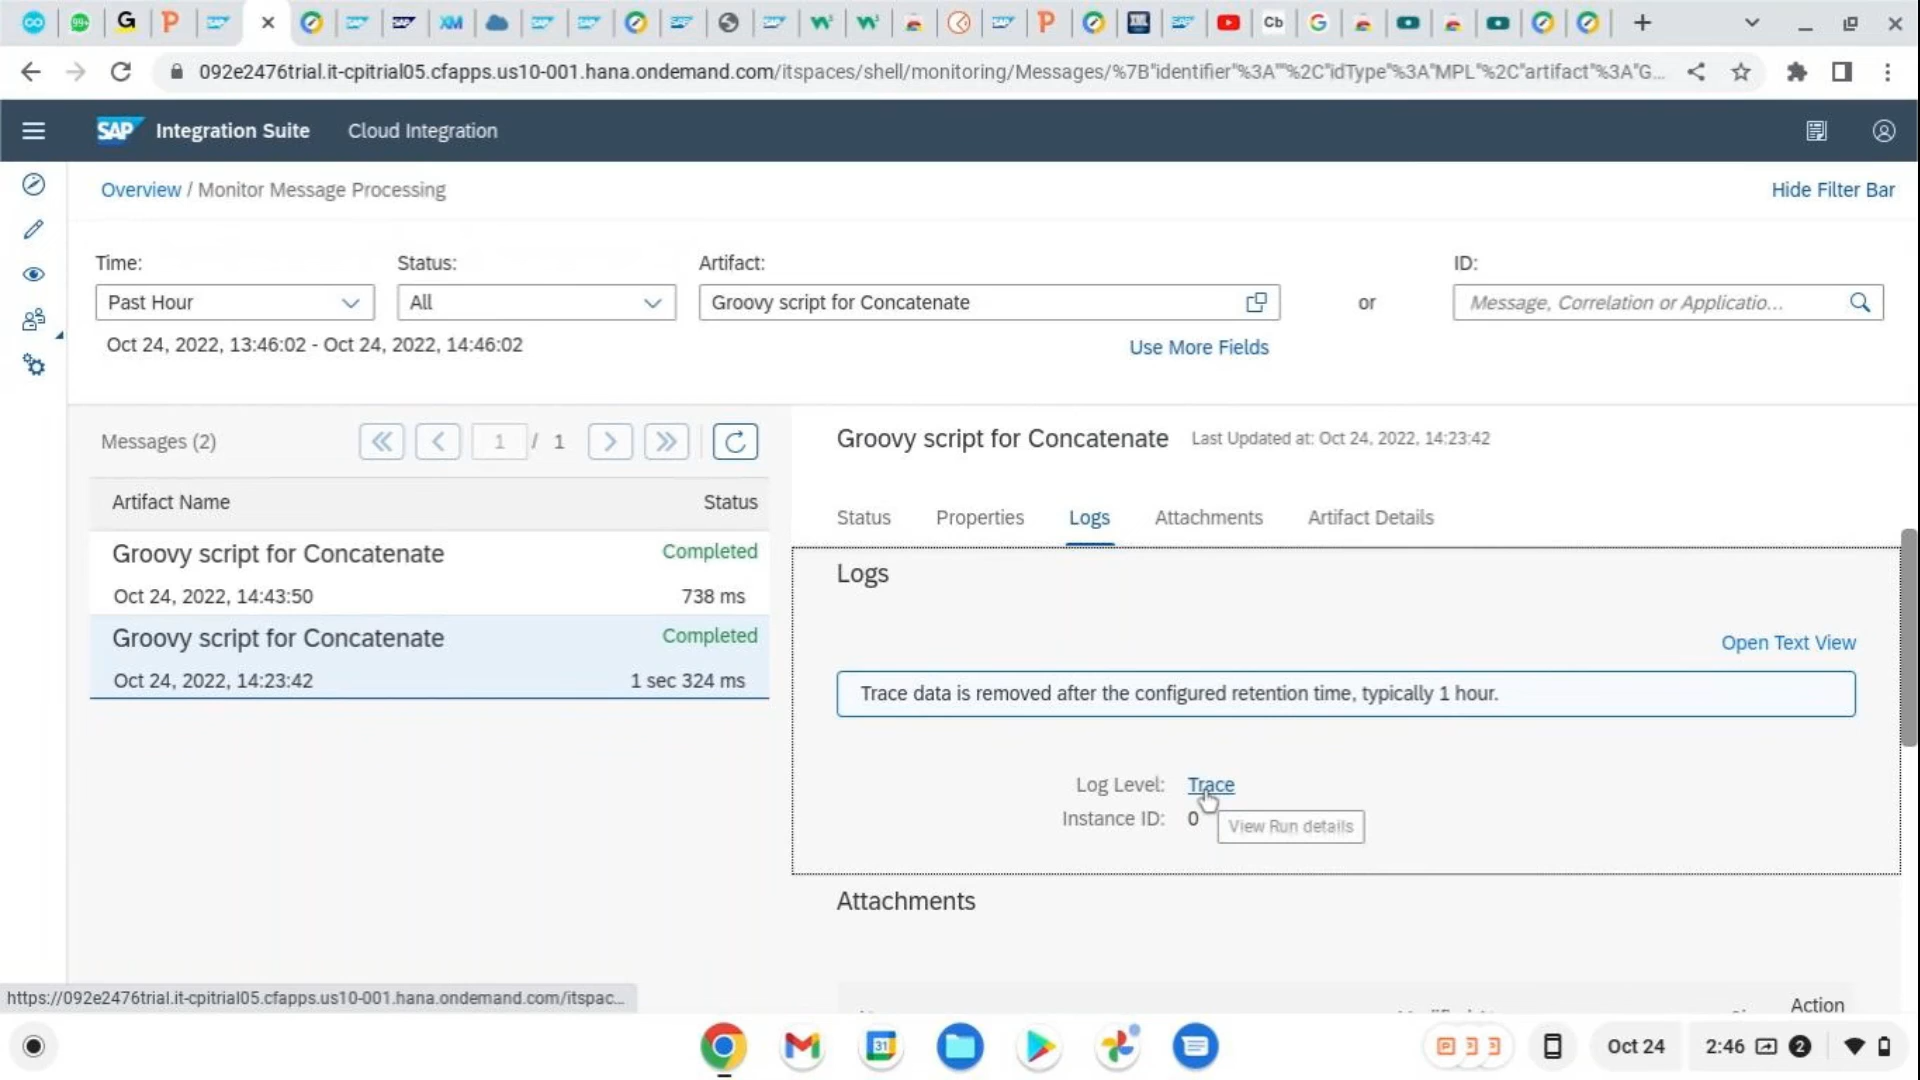 99+
XM
Cb
092e2476trial.it-cpitrial05.cfapps.us10-001.hana.ondemand.com/itspaces/shell/monitoring/Messages/%7B"identifier"%3A""%2C"idType"%3A"MPL"%2C"artifact"%3A"G...
SAP Integration Suite Cloud Integration
Overview / Monitor Message Processing
Hide Filter Bar
Time: Status: Artifact: ID:
Past Hour All Groovy script for Concatenate or Message, Correlation or Applicatio...
Oct 24, 2022, 13:46:02 - Oct 24, 2022, 14:46:02
Use More Fields
Messages (2) 1 / 1
Artifact Name Status
Groovy script for Concatenate Completed
Oct 24, 2022, 14:43:50 738 ms
Groovy script for Concatenate Completed
Oct 24, 2022, 14:23:42 1 sec 324 ms
Groovy script for Concatenate Last Updated at: Oct 24, 2022, 14:23:42
Status Properties Logs Attachments Artifact Details
Logs
Open Text View
Trace data is removed after the configured retention time, typically 1 hour.
Log Level: Trace
Instance ID: 0
View Run details
Attachments
Action
https://092e2476trial.it-cpitrial05.cfapps.us10-001.hana.ondemand.com/itspac...
31
Oct 24 2:46 2